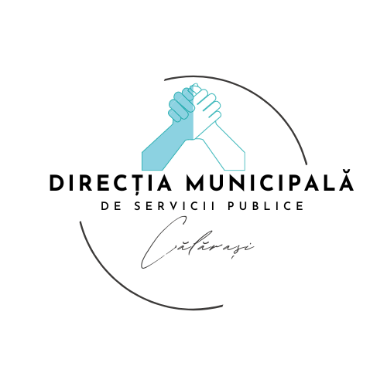 DIRECȚIA MUNICIPALĂ
DE SERVICII PUBLICE
Călărași